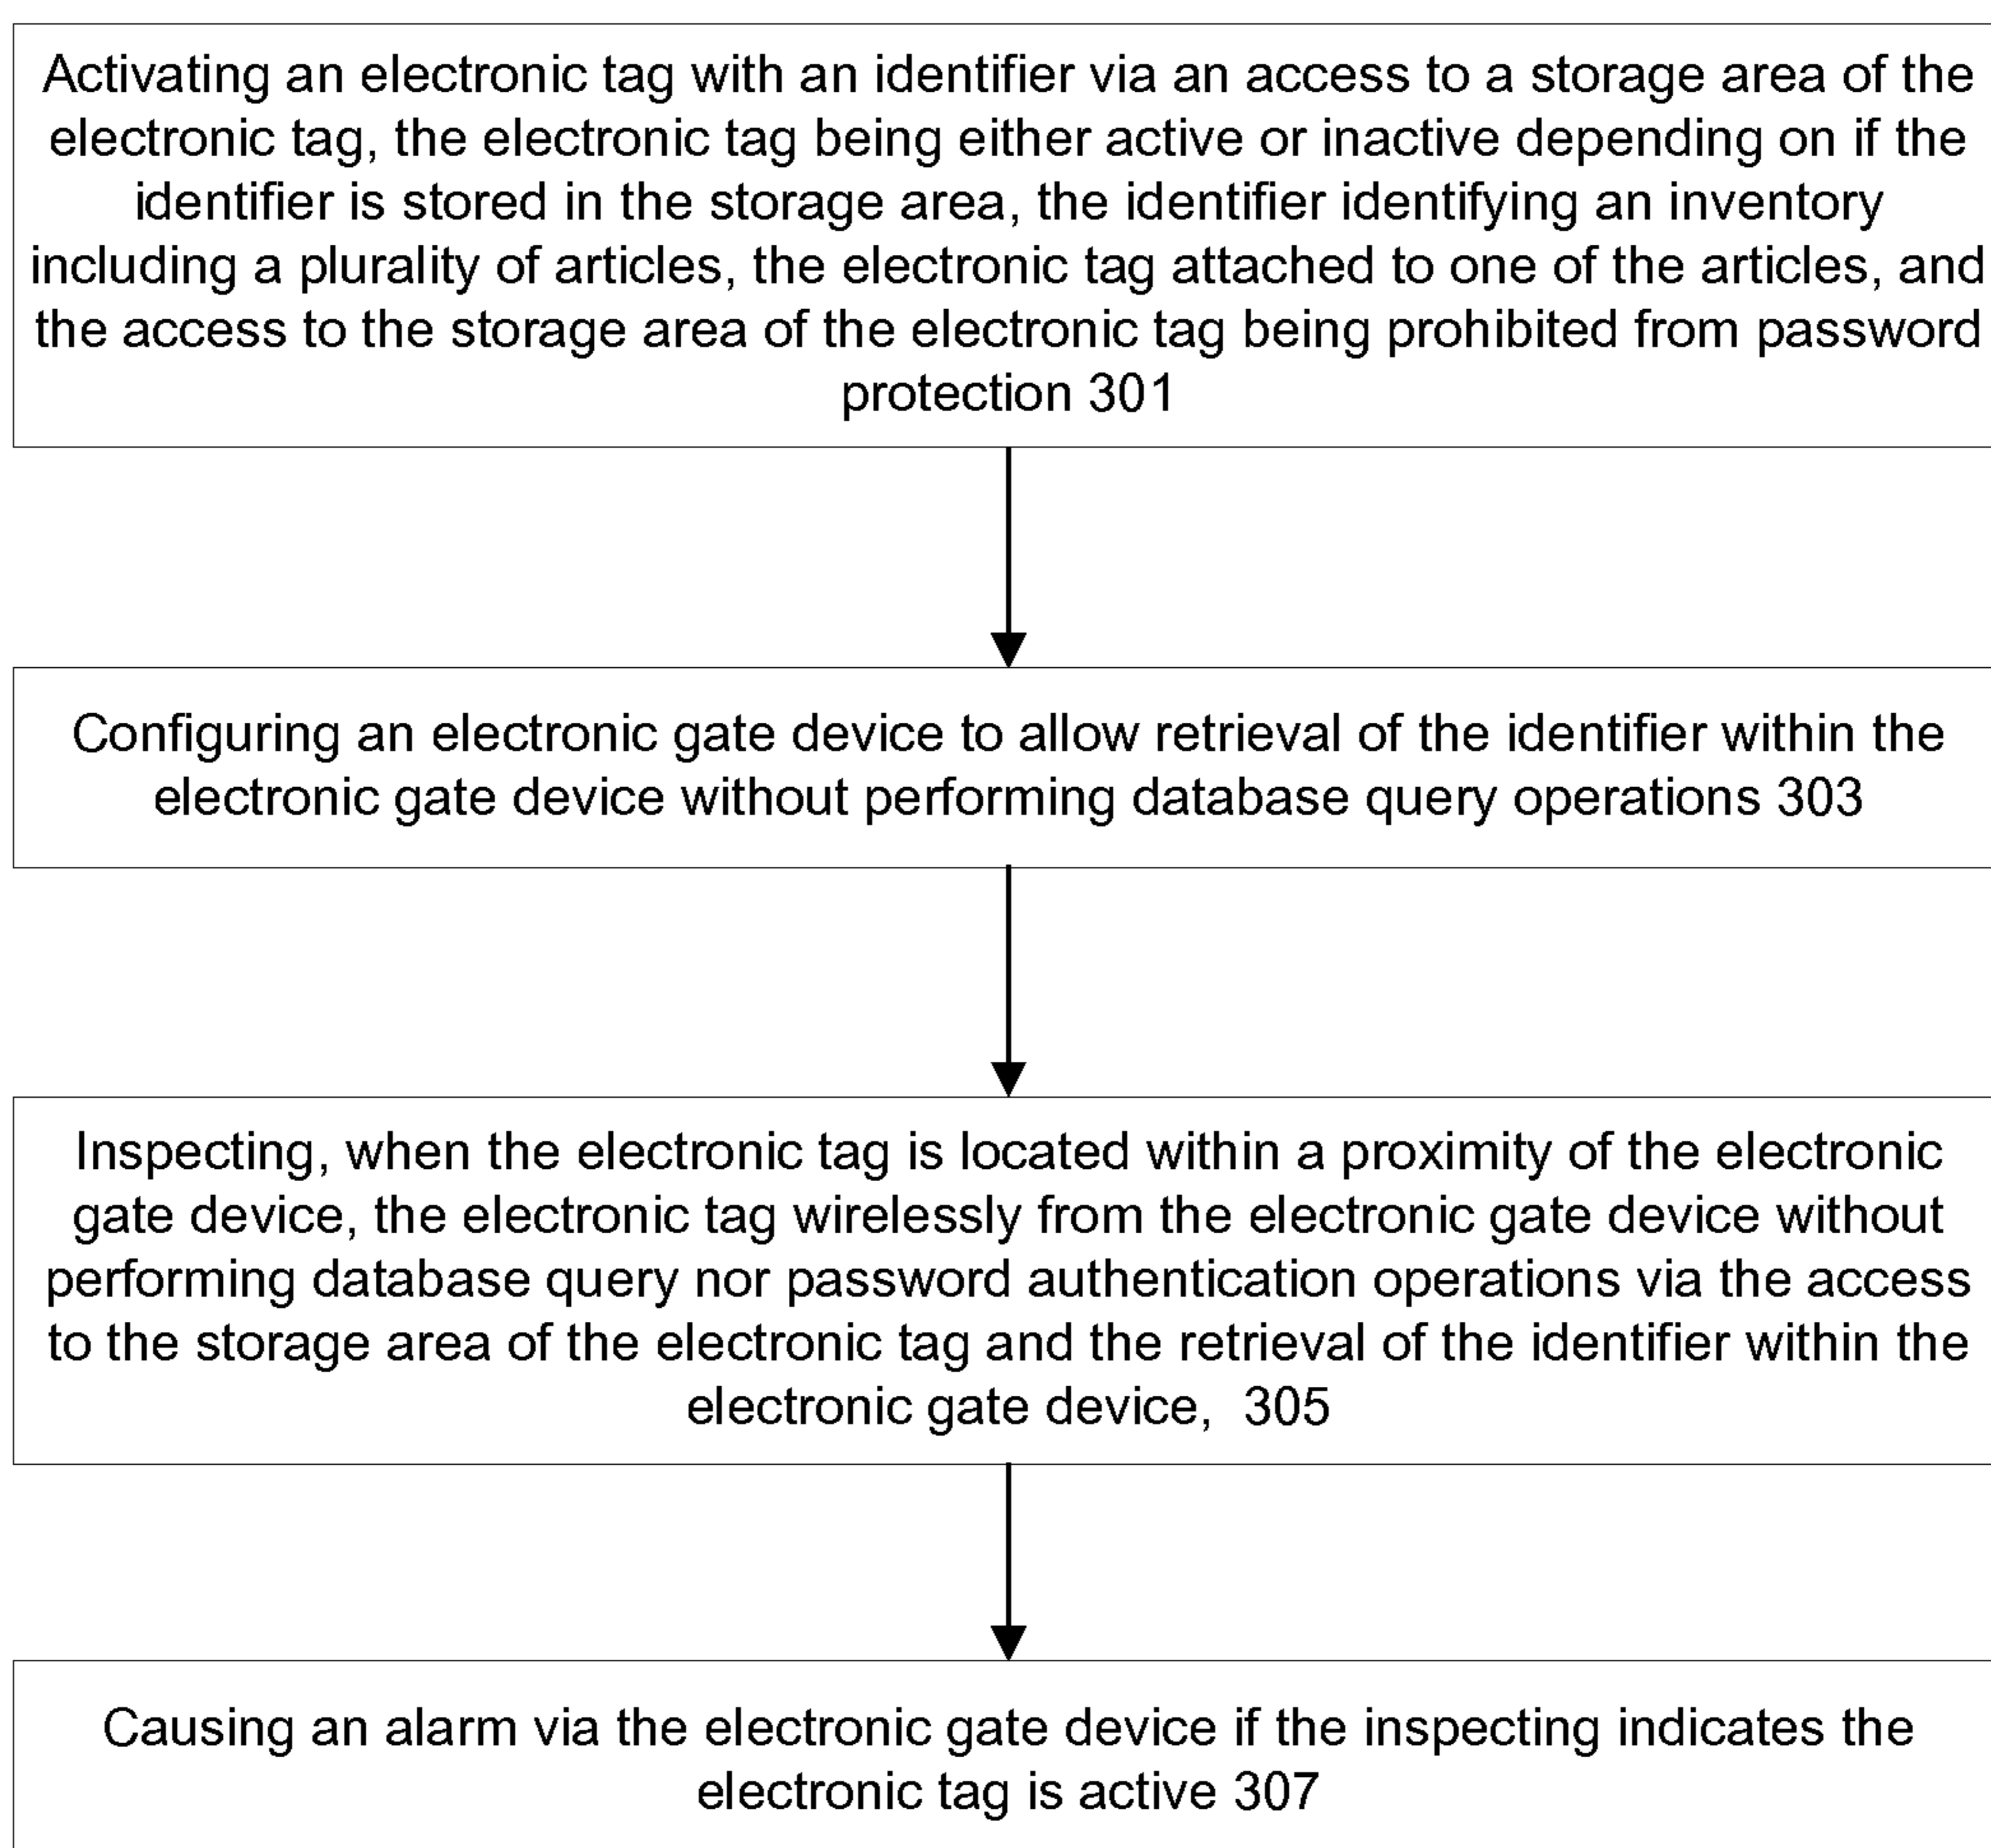 Activating an electronic tag with an identifier via an access to a storage area of the
electronic tag, the electronic tag being either active or inactive depending on if the
identifier is stored in the storage area, the identifier identifying an inventory
including a plurality of articles, the electronic tag attached to one of the articles, and
the access to the storage area of the electronic tag being prohibited from password
protection 301
Configuring an electronic gate device to allow retrieval of the identifier within the
electronic gate device without performing database query operations 303
Inspecting, when the electronic tag is located within a proximity of the electronic
gate device, the electronic tag wirelessly from the electronic gate device without
performing database query nor password authentication operations via the access
to the storage area of the electronic tag and the retrieval of the identifier within the
electronic gate device,  305
Causing an alarm via the electronic gate device if the inspecting indicates the
electronic tag is active 307